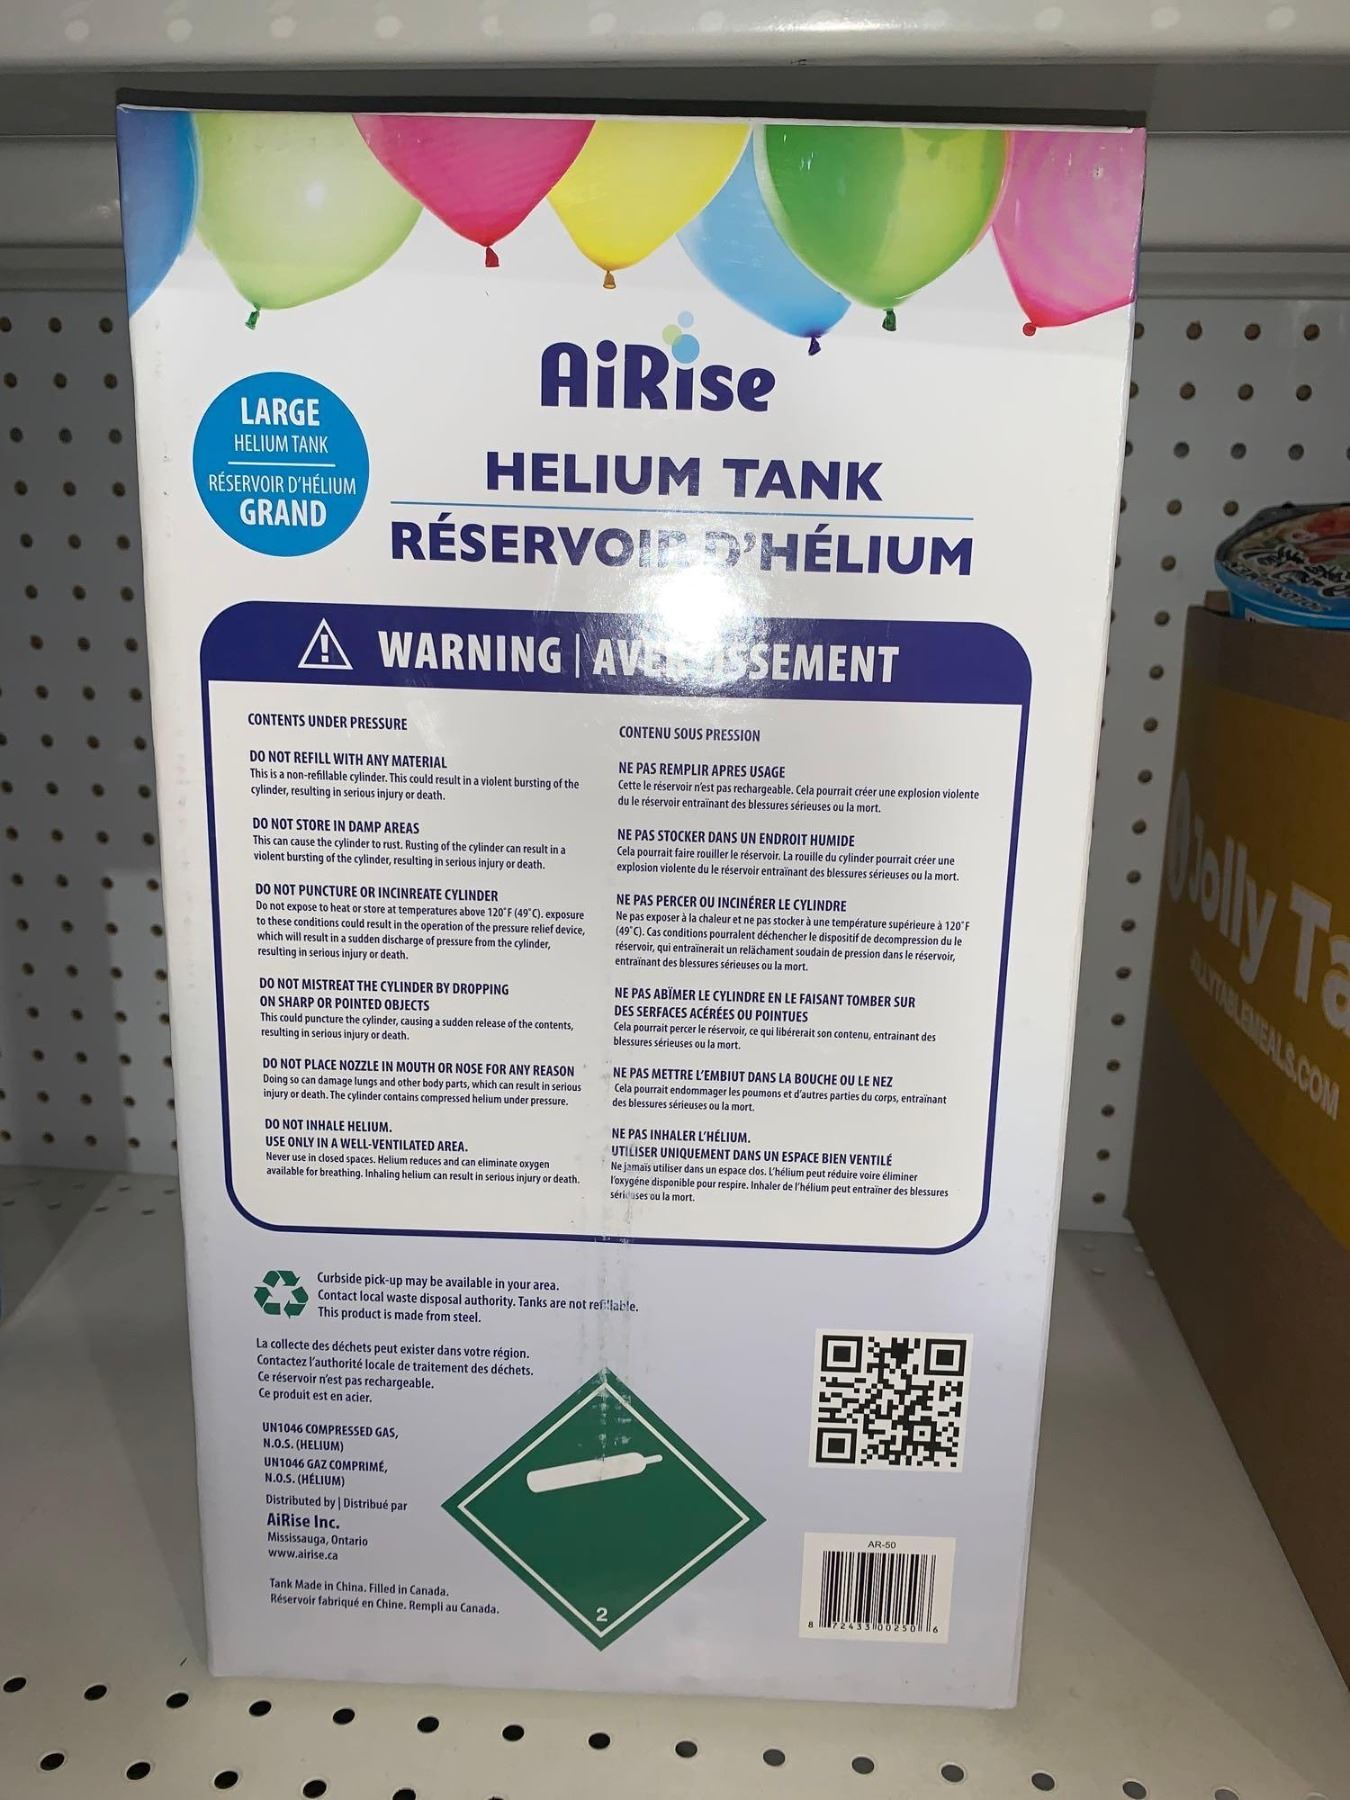 AiRise
LARGE
HELIUM TANK
RÉSERVOIR D'HÉLIUM
GRAND
HELIUM TANK
RÉSERVOIR D'HÉLIUM
WARNING | AVERTISSEMENT
CONTENTS UNDER PRESSURE
DO NOT REFILL WITH ANY MATERIAL
This is a non-refillable cylinder. This could result in a violent bursting of the
cylinder, resulting in serious injury or death.
DO NOT STORE IN DAMP AREAS
This can cause the cylinder to rust. Rusting of the cylinder can result in a
violent bursting of the cylinder, resulting in serious injury or death.
DO NOT PUNCTURE OR INCINREATE CYLINDER
Do not expose to heat or store at temperatures above 120°F (49°C). exposure
to these conditions could result in the operation of the pressure relief device,
which will result in a sudden discharge of pressure from the cylinder,
resulting in serious injury or death.
DO NOT MISTREAT THE CYLINDER BY DROPPING
ON SHARP OR POINTED OBJECTS
This could puncture the cylinder, causing a sudden release of the contents,
resulting in serious injury or death.
DO NOT PLACE NOZZLE IN MOUTH OR NOSE FOR ANY REASON
Doing so can damage lungs and other body parts, which can result in serious
injury or death. The cylinder contains compressed helium under pressure.
DO NOT INHALE HELIUM.
USE ONLY IN A WELL-VENTILATED AREA.
Never use in closed spaces. Helium reduces and can eliminate oxygen
available for breathing. Inhaling helium can result in serious injury or death.
CONTENU SOUS PRESSION
NE PAS REMPLIR APRES USAGE
Cette le réservoir n'est pas rechargeable. Cela pourrait créer une explosion violente
du le réservoir entraînant des blessures sérieuses ou la mort.
NE PAS STOCKER DANS UN ENDROIT HUMIDE
Cela pourrait faire rouiller le réservoir. La rouille du cylinder pourrait créer une
explosion violente du le réservoir entraînant des blessures sérieuses ou la mort.
NE PAS PERCER OU INCINÉRER LE CYLINDRE
Ne pas exposer à la chaleur et ne pas stocker à une température supérieure à 120°F
(49°C). Cas conditions pourralent déchencher le dispositif de decompression du le
réservoir, qui entraînerait un relâchament soudain de pression dans le réservoir,
entraînant des blessures sérieuses ou la mort.
NE PAS ABÏMER LE CYLINDRE EN LE FAISANT TOMBER SUR
DES SERFACES ACÉRÉES OU POINTUES
Cela pourrait percer le réservoir, ce qui libérerait son contenu, entrainant des
blessures sérieuses ou la mort.
NE PAS METTRE L'EMBIUT DANS LA BOUCHE OU LE NEZ
Cela pourrait endommager les poumons et d'autres parties du corps, entraînant
des blessures sérieuses ou la mort.
NE PAS INHALER L'HÉLIUM.
UTILISER UNIQUEMENT DANS UN ESPACE BIEN VENTILÉ
Ne jamais utiliser dans un espace clos. L'hélium peut réduire voire éliminer
l'oxygéne disponible pour respire. Inhaler de l'hélium peut entraîner des blessures
sérieuses ou la mort.
Curbside pick-up may be available in your area.
Contact local waste disposal authority. Tanks are not refillable.
This product is made from steel.
La collecte des déchets peut exister dans votre région.
Contactez l'authorité locale de traitement des déchets.
Ce réservoir n'est pas rechargeable.
Ce produit est en acier.
UN1046 COMPRESSED GAS,
N.O.S. (HELIUM)
UN1046 GAZ COMPRIMÉ,
N.O.S. (HÉLIUM)
Distributed by | Distribué par
AiRise Inc.
Mississauga, Ontario
www.airise.ca
Tank Made in China. Filled in Canada.
Réservoir fabriqué en Chine. Rempli au Canada.
2
AR-50
8 72433 00250 6
Jolly Ta
JOLLYTABLEMEALS.COM